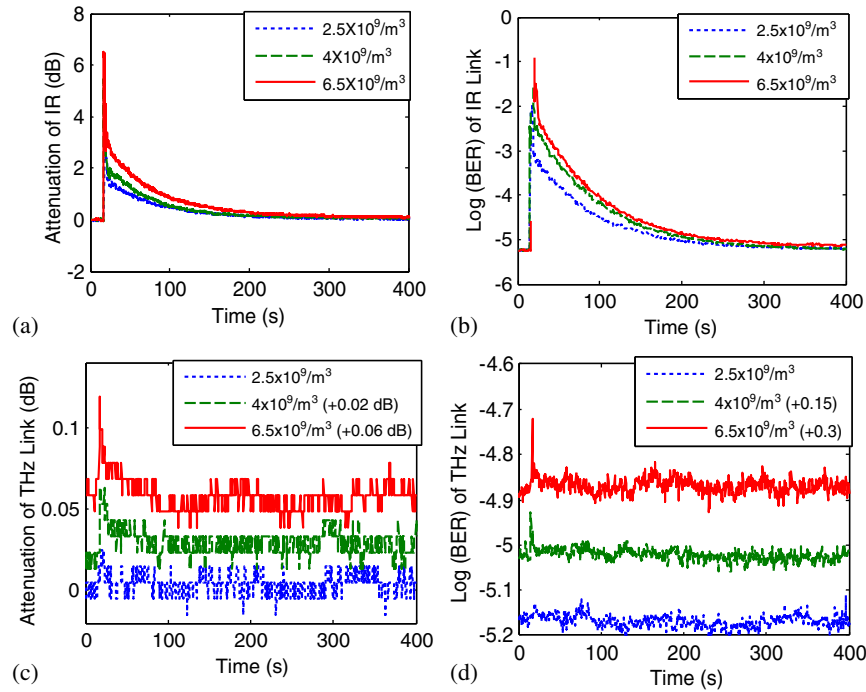 8
6
4
2
0
-2
0
100
200
300
400
Attenuation of IR (dB)
Time (s)
2.5X10⁹/m³
4X10⁹/m³
6.5X10⁹/m³
(a)
0
-1
-2
-3
-4
-5
-6
0
100
200
300
400
Log (BER) of IR Link
Time (s)
2.5x10⁹/m³
4x10⁹/m³
6.5x10⁹/m³
(b)
0.1
0.05
0
0
100
200
300
400
Attenuation of THz Link (dB)
Time (s)
2.5x10⁹/m³
4x10⁹/m³ (+0.02 dB)
6.5x10⁹/m³ (+0.06 dB)
(c)
-4.6
-4.7
-4.8
-4.9
-5
-5.1
-5.2
0
100
200
300
400
Log (BER) of THz Link
Time (s)
2.5x10⁹/m³
4x10⁹/m³ (+0.15)
6.5x10⁹/m³ (+0.3)
(d)